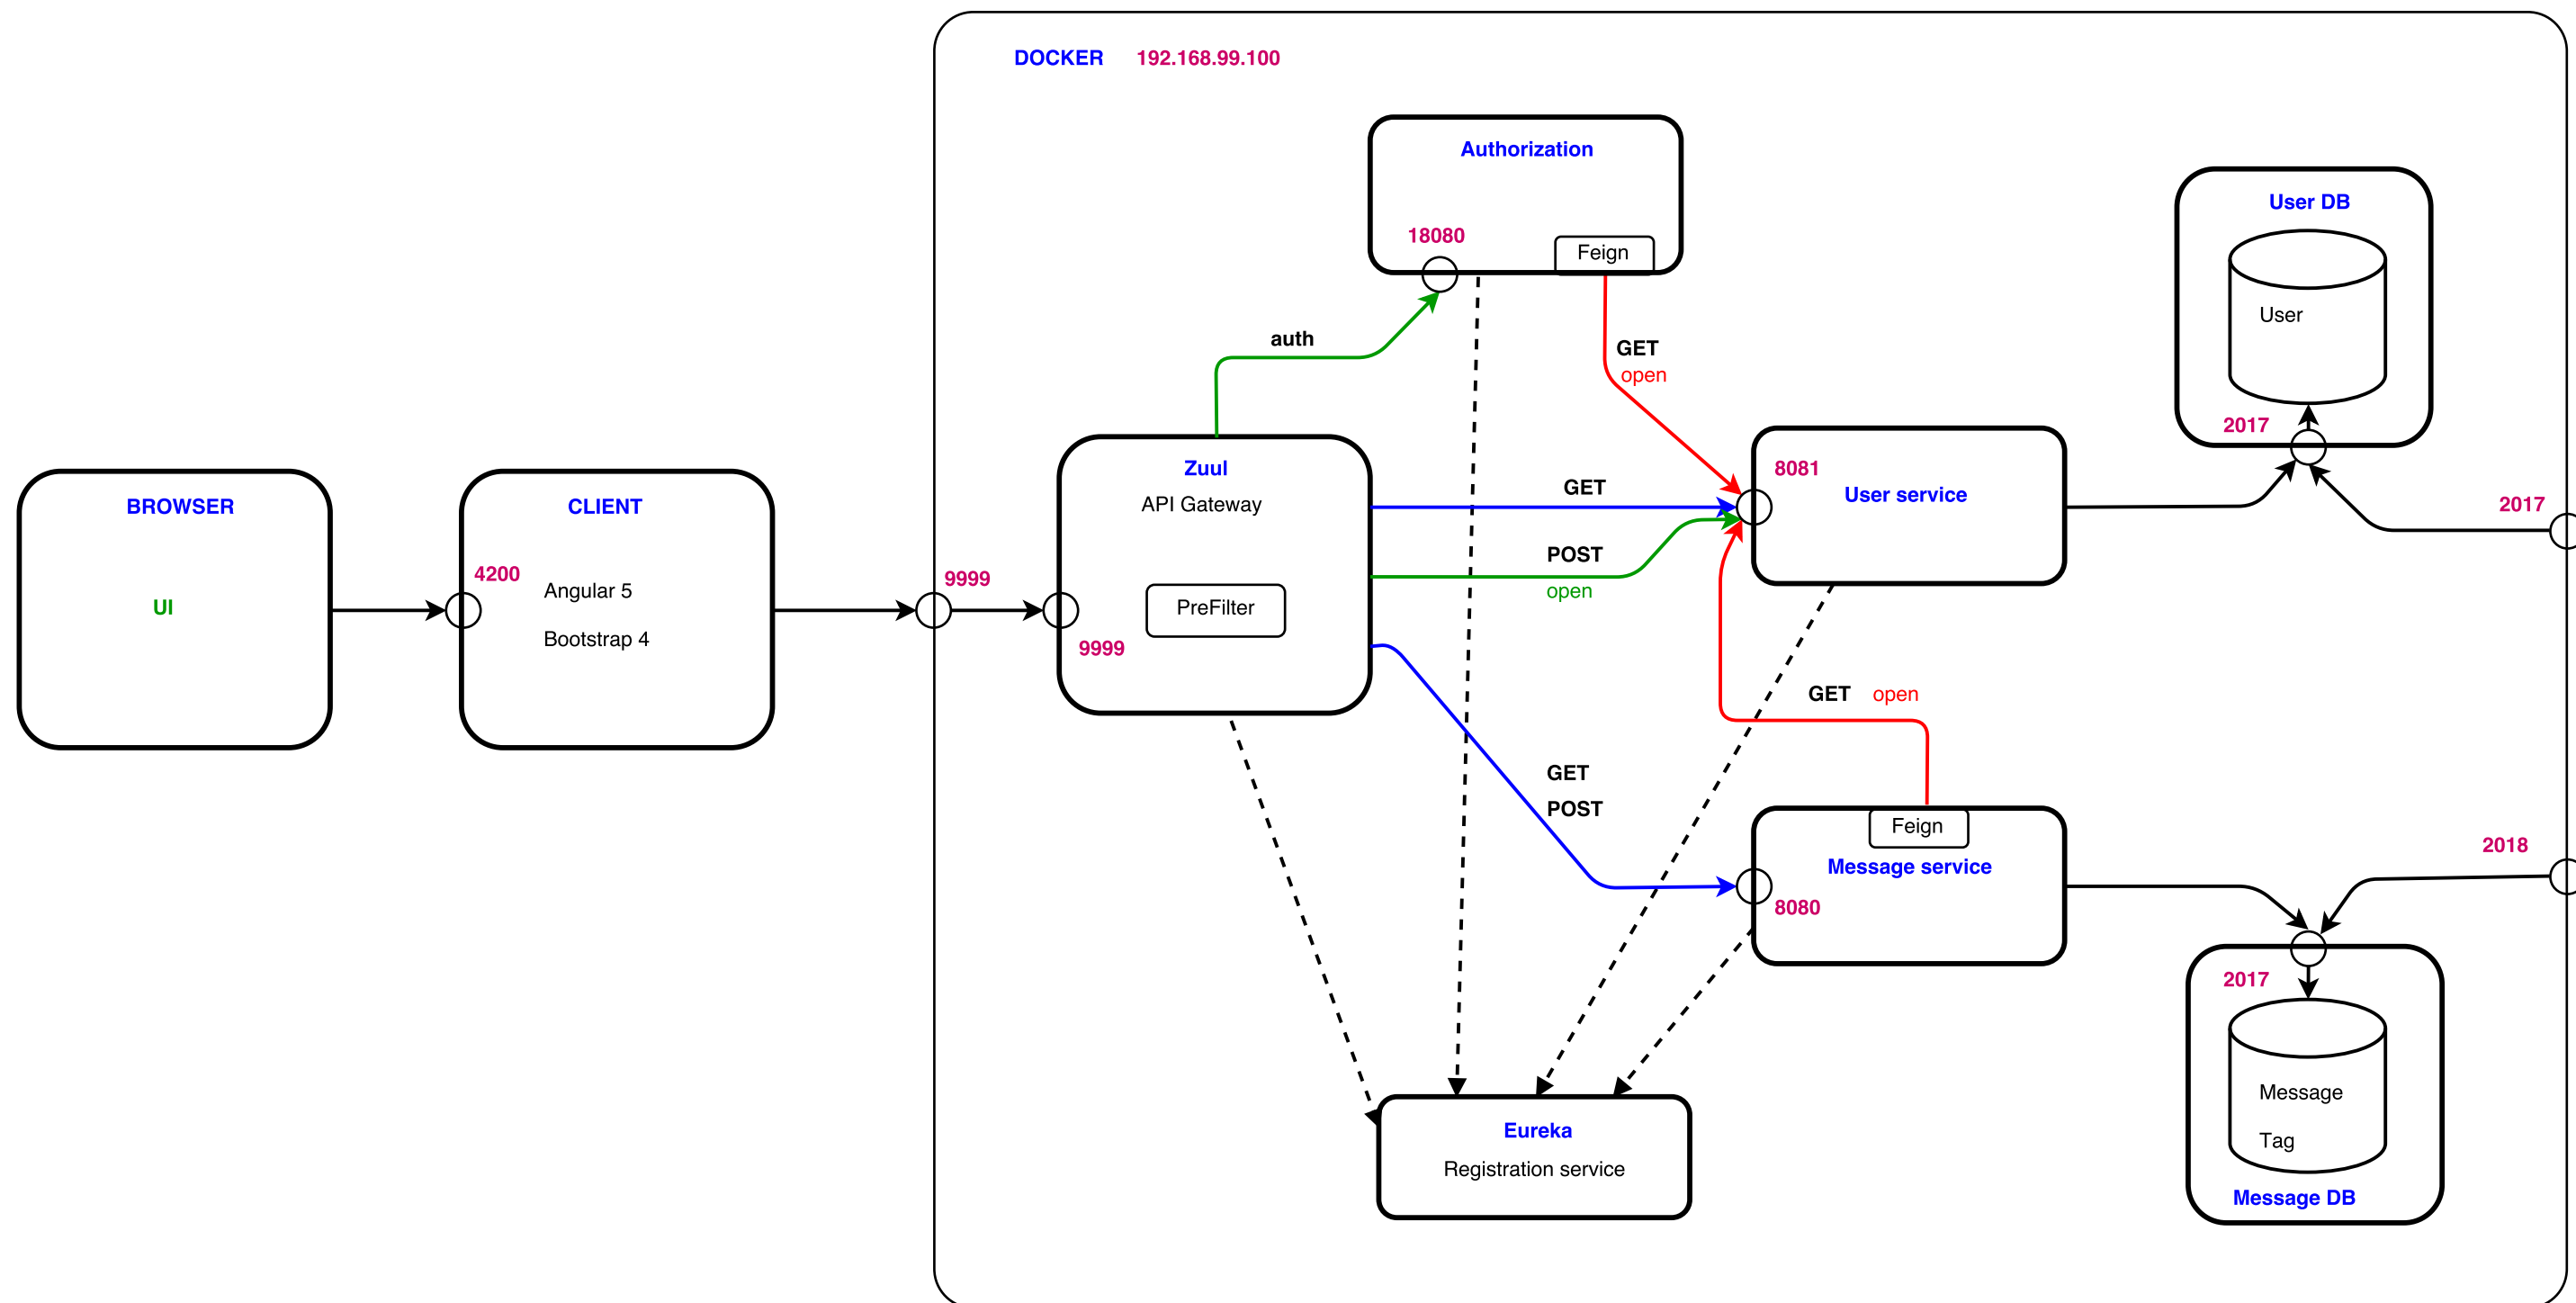 DOCKER 192.168.99.100
Authorization
18080
Feign
User DB
User
2017
auth
GET
open
BROWSER
UI
CLIENT
4200
Angular 5
Bootstrap 4
9999
Zuul
API Gateway
PreFilter
9999
GET
POST
open
8081
User service
2017
GET open
GET
POST
Feign
Message service
8080
2018
2017
Message
Tag
Message DB
Eureka
Registration service